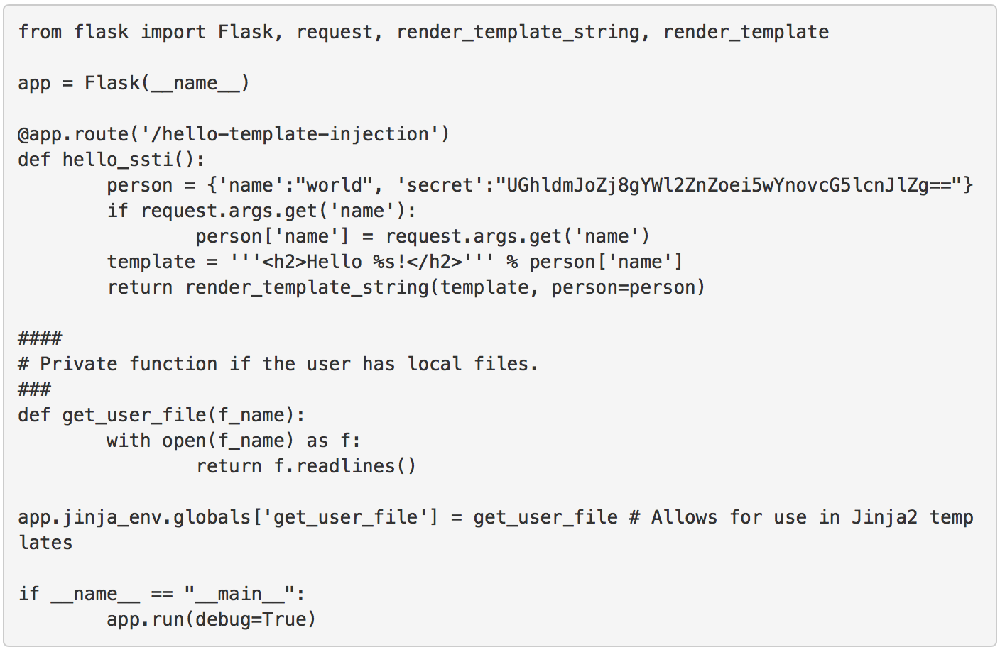 from flask import Flask, request, render_template_string, render_template
app = Flask(__name__)
@app.route('/hello-template-injection')
def hello_ssti():
        person = {'name':"world", 'secret':"UGhldmJoZj8gYWl2ZnZoei5wYnovcG5lcnJlZg=="}
        if request.args.get('name'):
                person['name'] = request.args.get('name')
        template = '''<h2>Hello %s!</h2>''' % person['name']
        return render_template_string(template, person=person)
####
# Private function if the user has local files.
###
def get_user_file(f_name):
        with open(f_name) as f:
                return f.readlines()
app.jinja_env.globals['get_user_file'] = get_user_file # Allows for use in Jinja2 temp
lates
if __name__ == "__main__":
        app.run(debug=True)